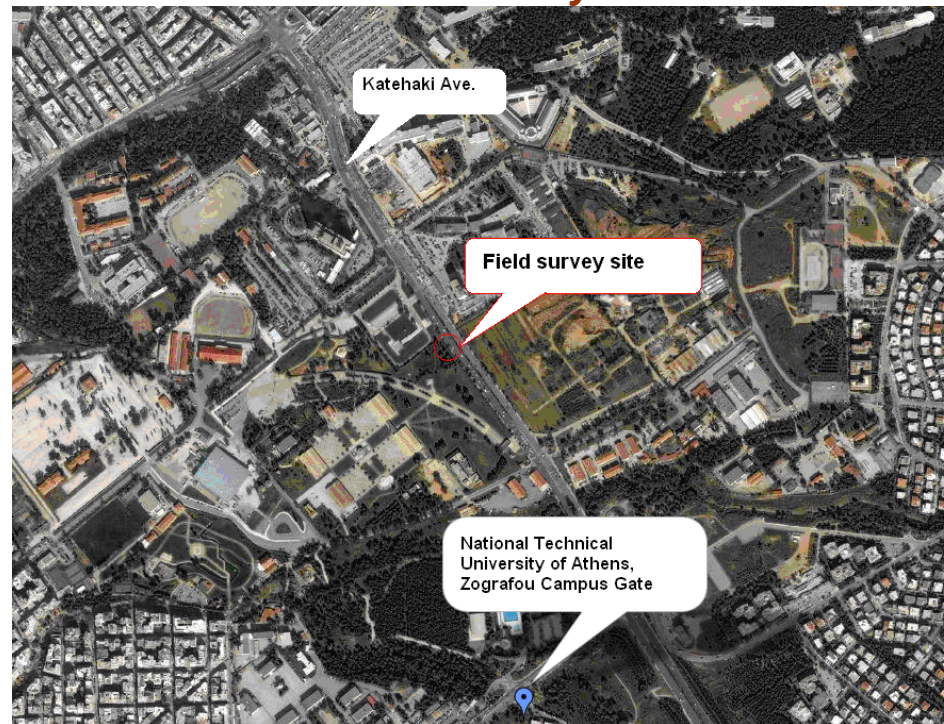 Katehaki Ave.
Field survey site
National Technical
University of Athens,
Zografou Campus Gate